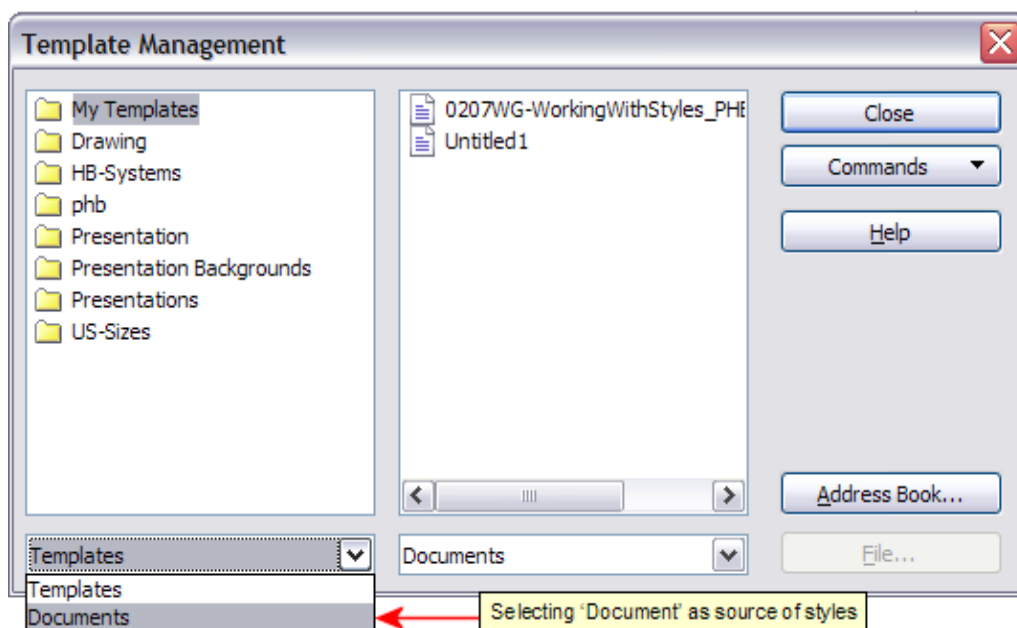 Template Management
My Templates
Drawing
HB-Systems
phb
Presentation
Presentation Backgrounds
Presentations
US-Sizes
0207WG-WorkingWithStyles_PHB
Untitled1
Close
Commands
Help
Address Book...
File...
Templates
Documents
Templates
Documents
Selecting ‘Document’ as source of styles